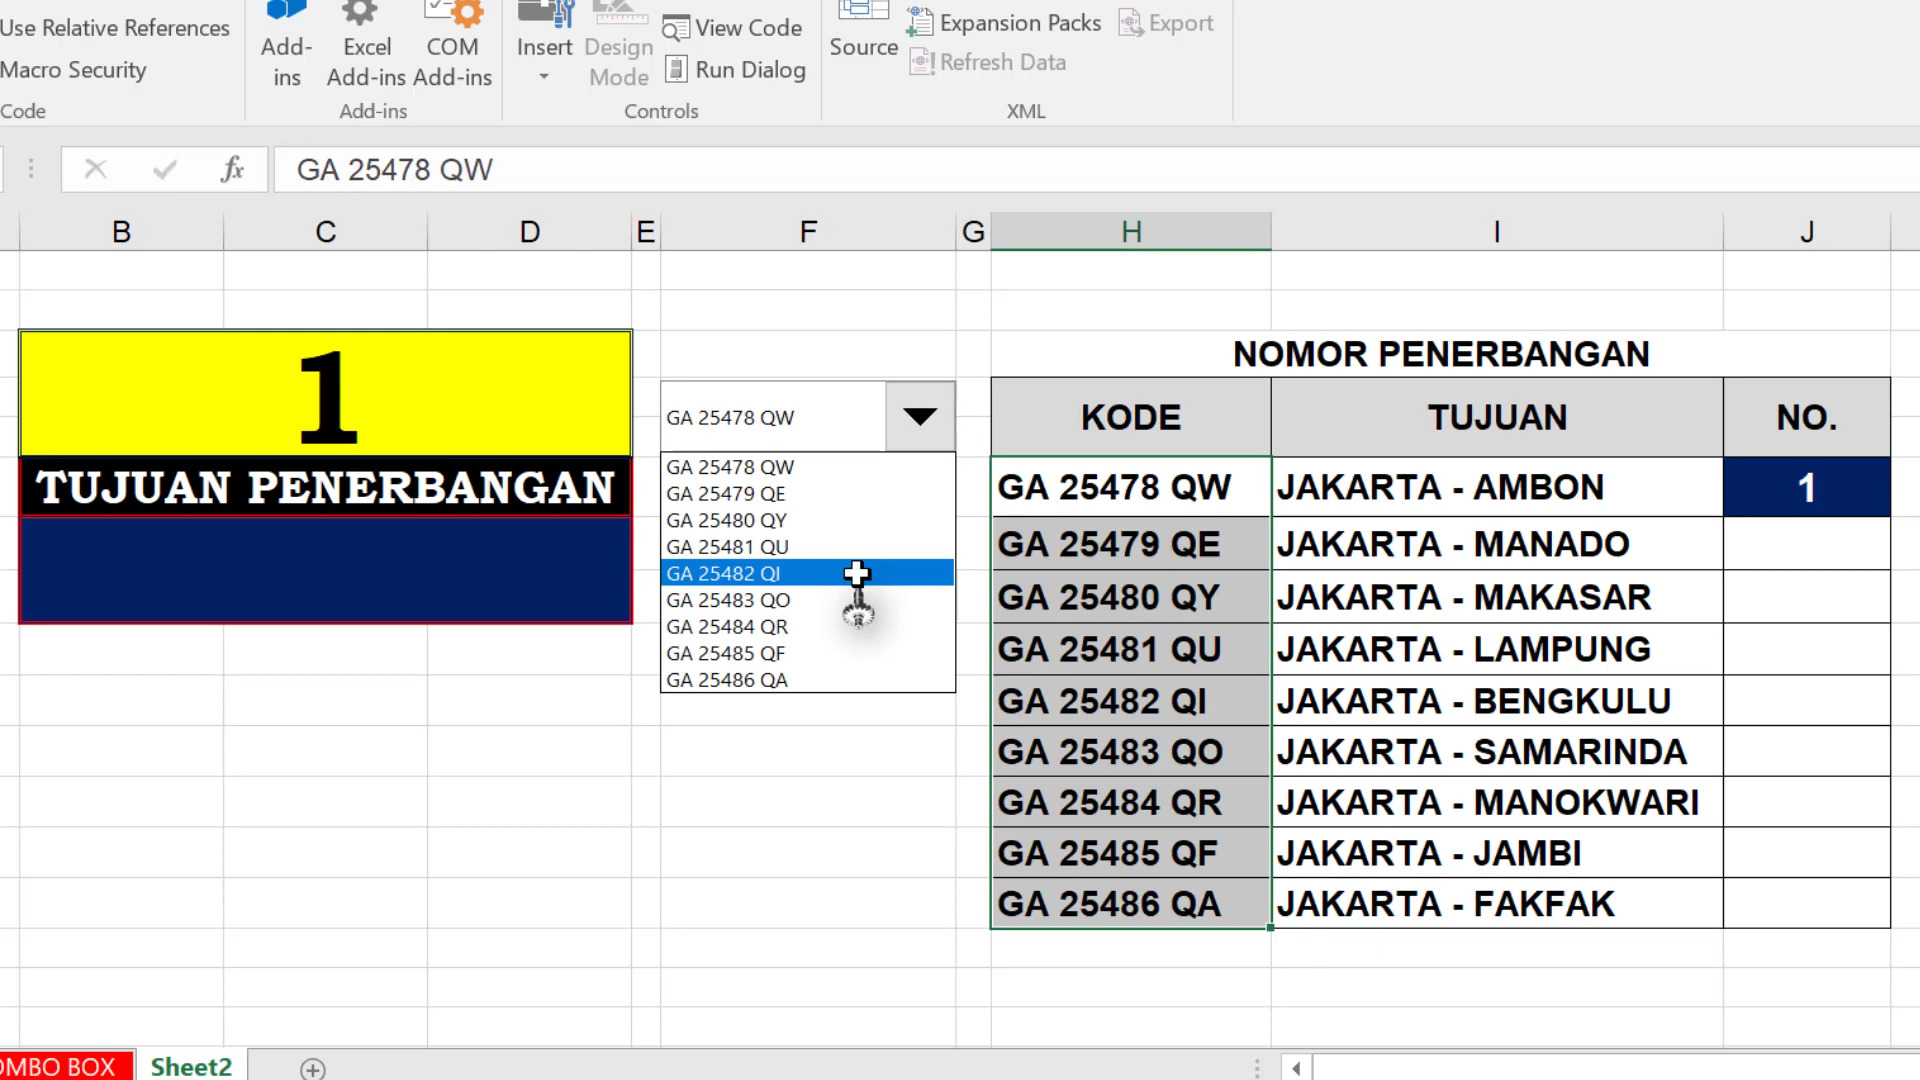 Use Relative References
Macro Security
Code
Add-
ins
Excel
Add-ins
COM
Add-ins
Add-ins
Insert
Design
Mode
View Code
Run Dialog
Controls
Source
Expansion Packs
Export
Refresh Data
XML
fx
GA 25478 QW
B C D E F G H I J
1
TUJUAN PENERBANGAN
GA 25478 QW
GA 25478 QW
GA 25479 QE
GA 25480 QY
GA 25481 QU
GA 25482 QI
GA 25483 QO
GA 25484 QR
GA 25485 QF
GA 25486 QA
NOMOR PENERBANGAN
KODE TUJUAN NO.
GA 25478 QW JAKARTA - AMBON 1
GA 25479 QE JAKARTA - MANADO
GA 25480 QY JAKARTA - MAKASAR
GA 25481 QU JAKARTA - LAMPUNG
GA 25482 QI JAKARTA - BENGKULU
GA 25483 QO JAKARTA - SAMARINDA
GA 25484 QR JAKARTA - MANOKWARI
GA 25485 QF JAKARTA - JAMBI
GA 25486 QA JAKARTA - FAKFAK
OMBO BOX Sheet2